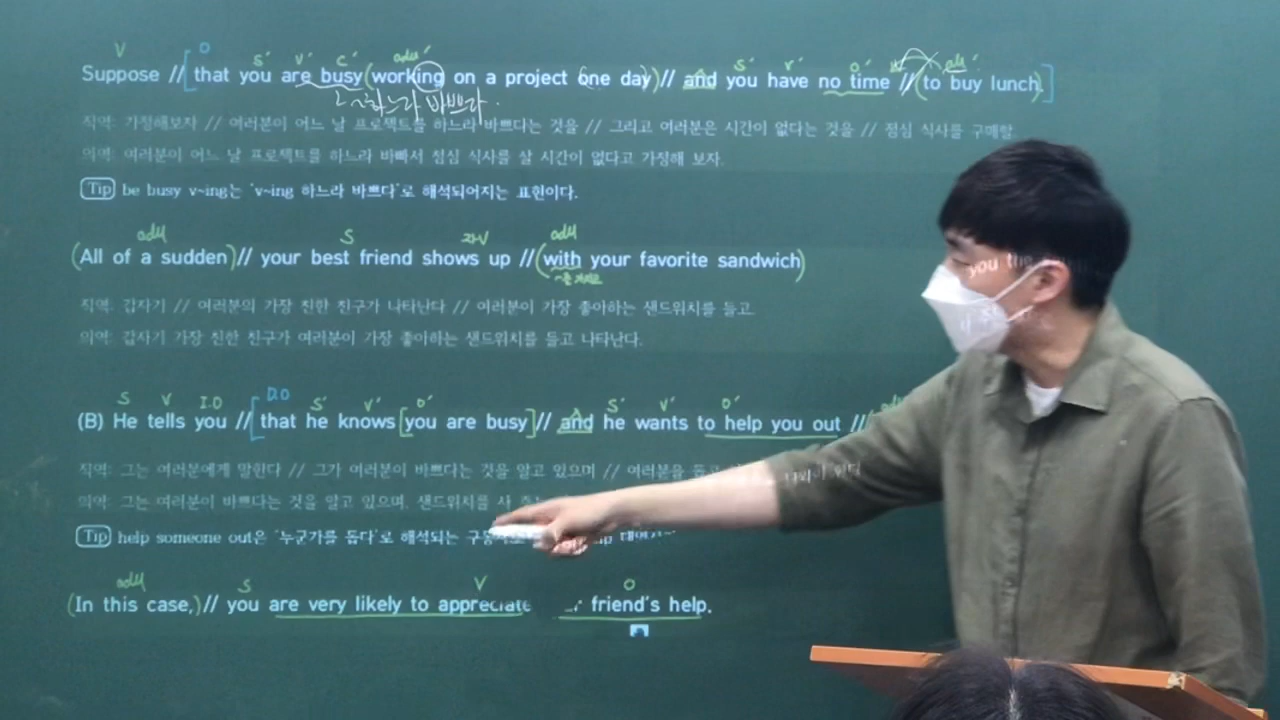 V O S´ V´ C´ adv´ S´ V´ O´ adj´
Suppose //[ that you are busy (working on a project one day) // and you have no time // (to buy lunch.)]
~하느라 바쁘다.
직역: 가정해보자 // 여러분이 어느 날 프로젝트를 하느라 바쁘다는 것을 // 그리고 여러분은 시간이 없다는 것을 // 점심 식사를 구매할.
의역: 여러분이 어느 날 프로젝트를 하느라 바빠서 점심 식사를 살 시간이 없다고 가정해 보자.
Tip be busy v~ing는 'v~ing 하느라 바쁘다'로 해석되어지는 표현이다.
adv S 자V adv
(All of a sudden) // your best friend shows up // (with your favorite sandwich)
~를 가지고
직역: 갑자기 // 여러분의 가장 친한 친구가 나타난다 // 여러분이 가장 좋아하는 샌드위치를 들고.
의역: 갑자기 가장 친한 친구가 여러분이 가장 좋아하는 샌드위치를 들고 나타난다.
you the
S V I.O D.O S´ V´ O´ S´ V´ O´
(B) He tells you //[ that he knows [you are busy] // and he wants to help you out // (
직역: 그는 여러분에게 말한다 // 그가 여러분이 바쁘다는 것을 알고 있으며 // 여러분을 돕고
의역: 그는 여러분이 바쁘다는 것을 알고 있으며, 샌드위치를 사
Tip help someone out은 '누군가를 돕다'로 해석되는
adv S V O
(In this case,) // you are very likely to appreciate friend's help.